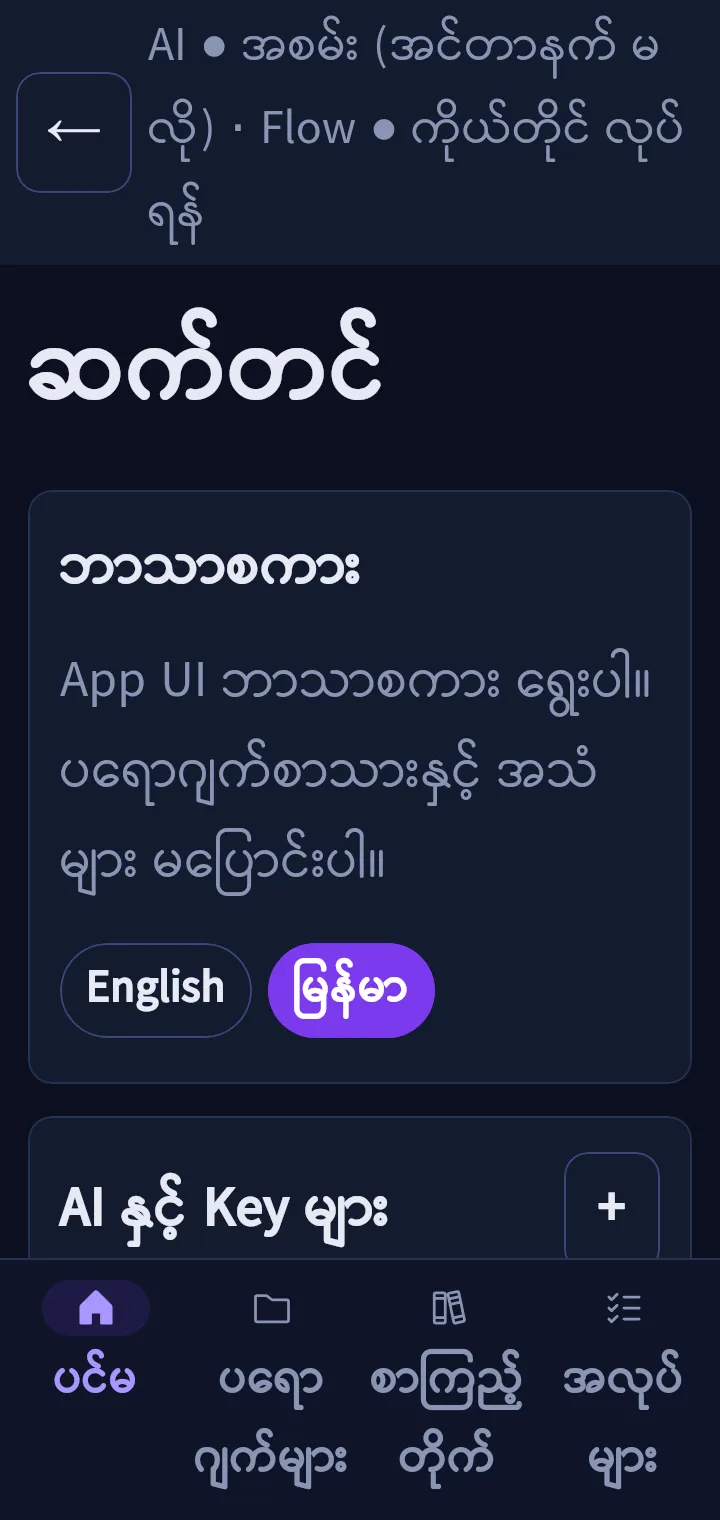 AI ● အစမ်း (အင်တာနက် မ
လို) · Flow ● ကိုယ်တိုင် လုပ်
ရန်
←
ဆက်တင်
ဘာသာစကား
App UI ဘာသာစကား ရွေးပါ။
ပရောဂျက်စာသားနှင့် အသံ
များ မပြောင်းပါ။
English မြန်မာ
AI နှင့် Key များ +
ပင်မ ပရော စာကြည့် အလုပ်
ဂျက်များ တိုက် များ